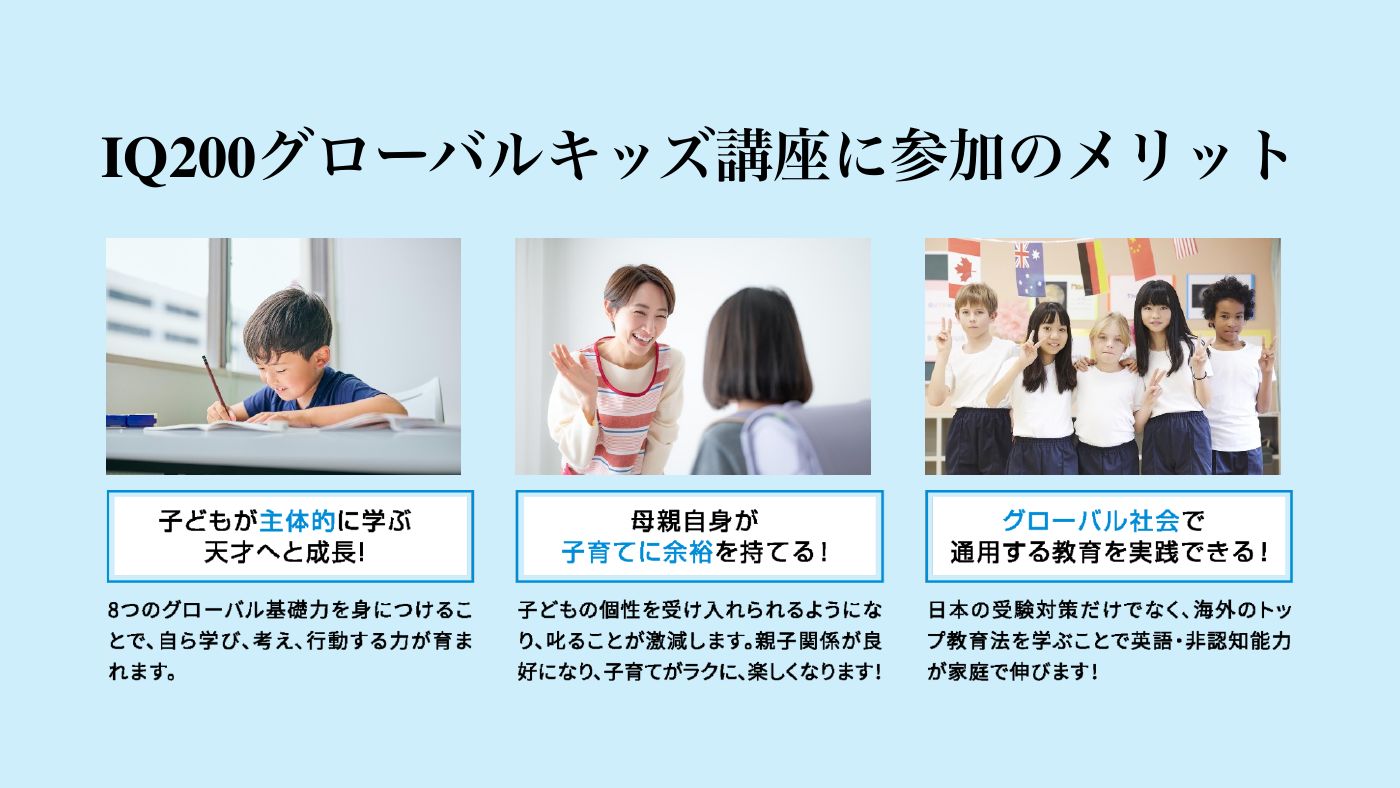 IQ200グローバルキッズ講座に参加のメリット
子どもが主体的に学ぶ
天才へと成長!
8つのグローバル基礎力を身につけるこ
とで、自ら学び、考え、行動する力が育ま
れます。
母親自身が
子育てに余裕を持てる!
子どもの個性を受け入れられるようにな
り、叱ることが激減します。親子関係が良
好になり、子育てがラクに、楽しくなります!
グローバル社会で
通用する教育を実践できる!
日本の受験対策だけでなく、海外のトッ
プ教育法を学ぶことで英語・非認知能力
が家庭で伸びます!